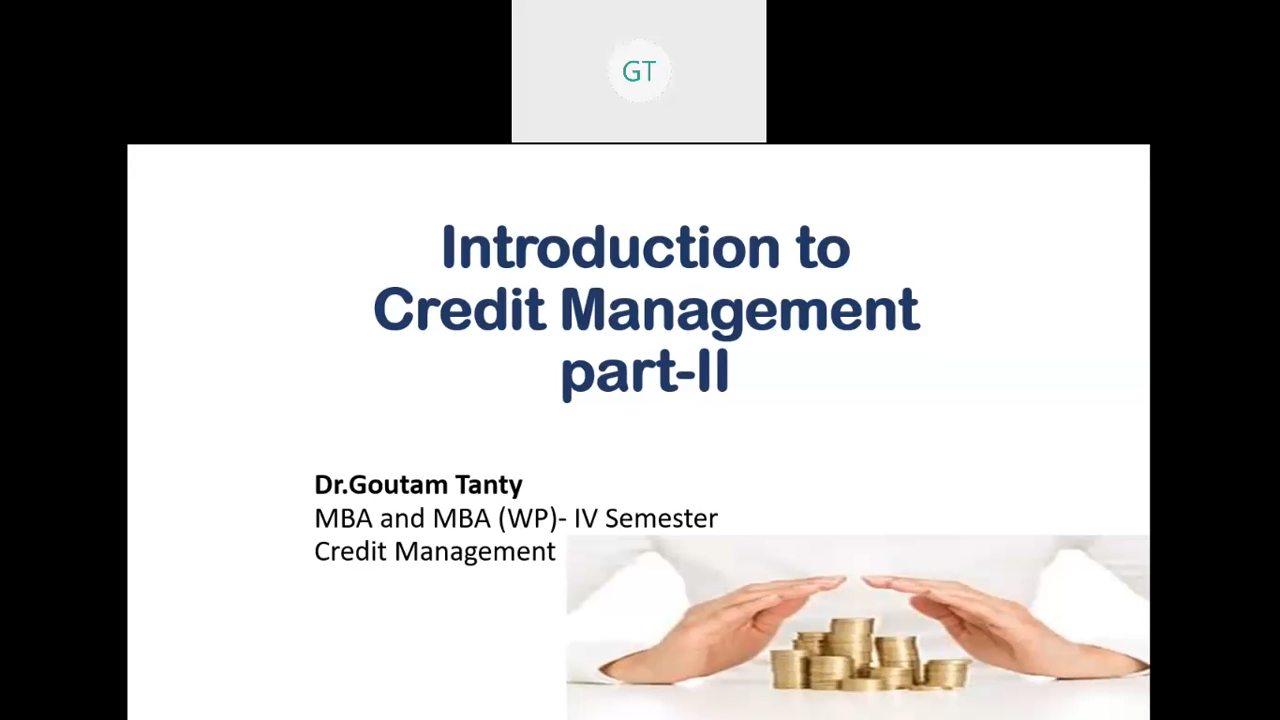 GT
Introduction to
Credit Management
part-II
Dr.Goutam Tanty
MBA and MBA (WP)- IV Semester
Credit Management